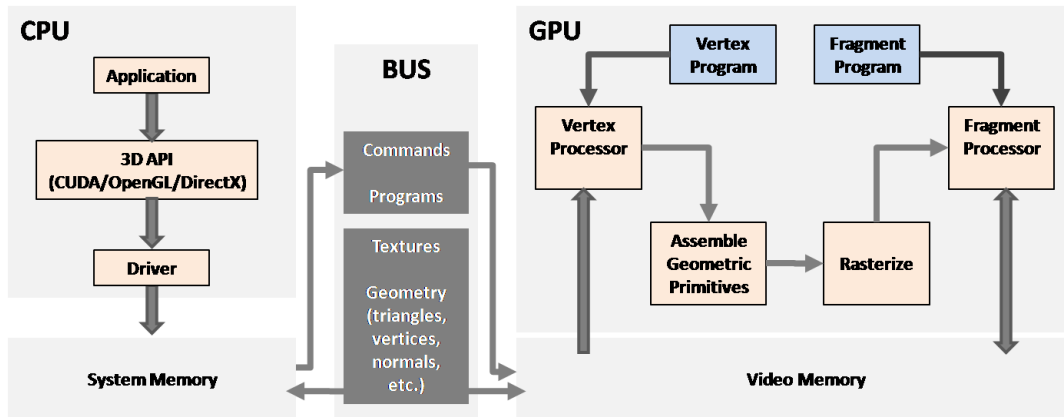 CPU
Application
3D API
(CUDA/OpenGL/DirectX)
Driver
System Memory
BUS
Commands
Programs
Textures
Geometry
(triangles,
vertices,
normals,
etc.)
GPU
Vertex
Program
Fragment
Program
Vertex
Processor
Fragment
Processor
Assemble
Geometric
Primitives
Rasterize
Video Memory